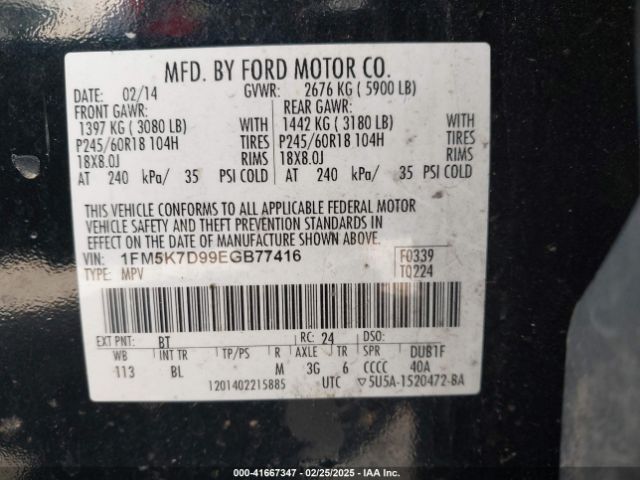 MFD. BY FORD MOTOR CO.
DATE: 02/14 GVWR: 2676 KG ( 5900 LB)
FRONT GAWR: REAR GAWR:
1397 KG ( 3080 LB) WITH 1442 KG ( 3180 LB) WITH
P245/60R18 104H TIRES P245/60R18 104H TIRES
18X8.0J RIMS 18X8.0J RIMS
AT 240 kPa/ 35 PSI COLD AT 240 kPa/ 35 PSI COLD
THIS VEHICLE CONFORMS TO ALL APPLICABLE FEDERAL MOTOR
VEHICLE SAFETY AND THEFT PREVENTION STANDARDS IN
EFFECT ON THE DATE OF MANUFACTURE SHOWN ABOVE.
VIN: 1FM5K7D99EGB77416 F0339
TYPE: MPV TQ224
EXT PNT: BT RC: 24 DSO:
WB INT TR TP/PS R AXLE TR SPR DUB1F
113 BL M 3G 6 CCCC 40A
1201402215885 UTC ▽5U5A-1520472-BA
000-41667347 - 02/25/2025 - IAA Inc.